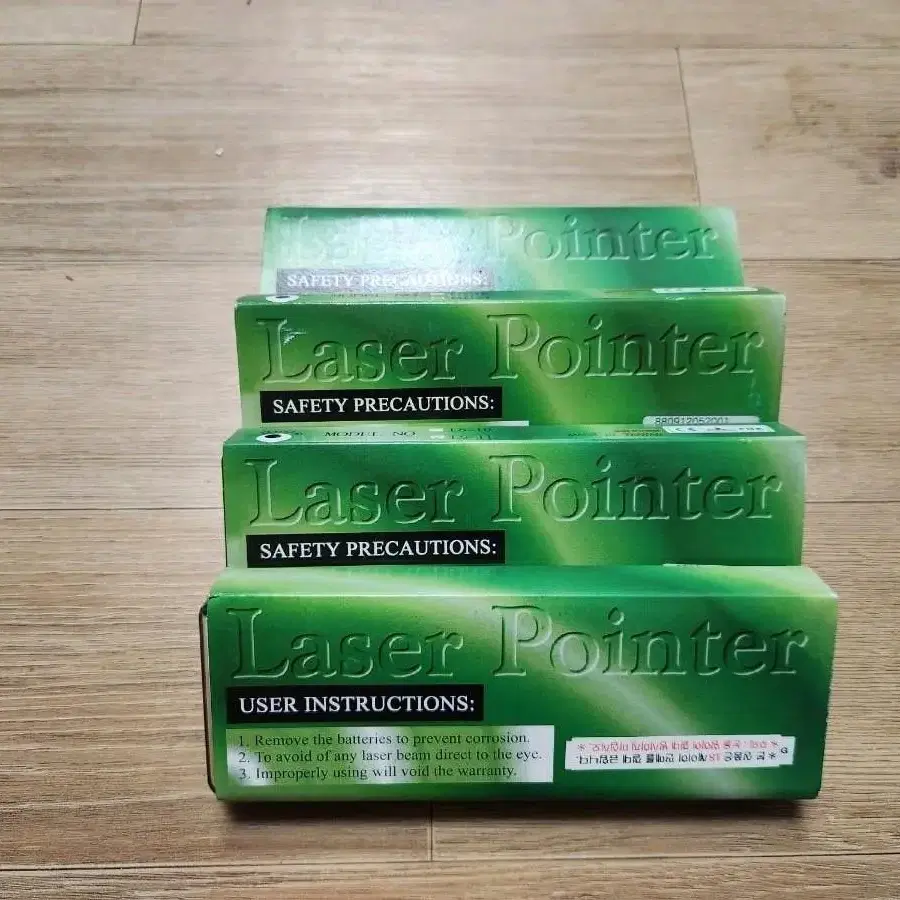 Laser Pointer
SAFETY PRECAUTIONS:
Laser Pointer
SAFETY PRECAUTIONS:
MODEL NO
Laser Pointer
SAFETY PRECAUTIONS:
Laser Pointer
USER INSTRUCTIONS:
1. Remove the batteries to prevent corrosion.
2. To avoid of any laser beam direct to the eye.
3. Improperly using will void the warranty.